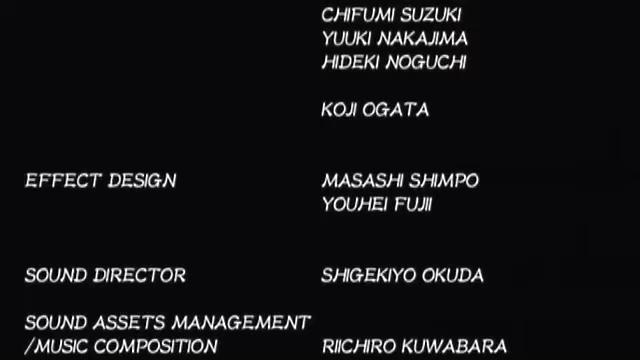 CHIFUMI SUZUKI
YUUKI NAKAJIMA
HIDEKI NOGUCHI
KOJI OGATA
EFFECT DESIGN MASASHI SHIMPO
YOUHEI FUJII
SOUND DIRECTOR SHIGEKIYO OKUDA
SOUND ASSETS MANAGEMENT
/MUSIC COMPOSITION RIICHIRO KUWABARA